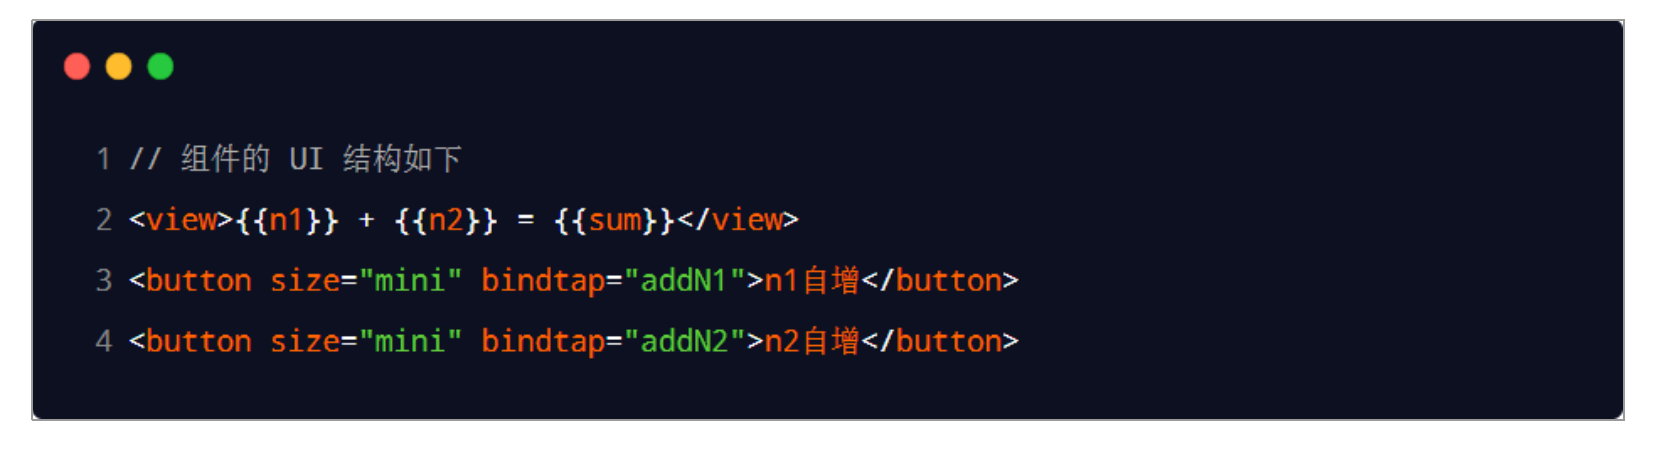 1 // 组件的 UI 结构如下
2 <view>{{n1}} + {{n2}} = {{sum}}</view>
3 <button size="mini" bindtap="addN1">n1自增</button>
4 <button size="mini" bindtap="addN2">n2自增</button>